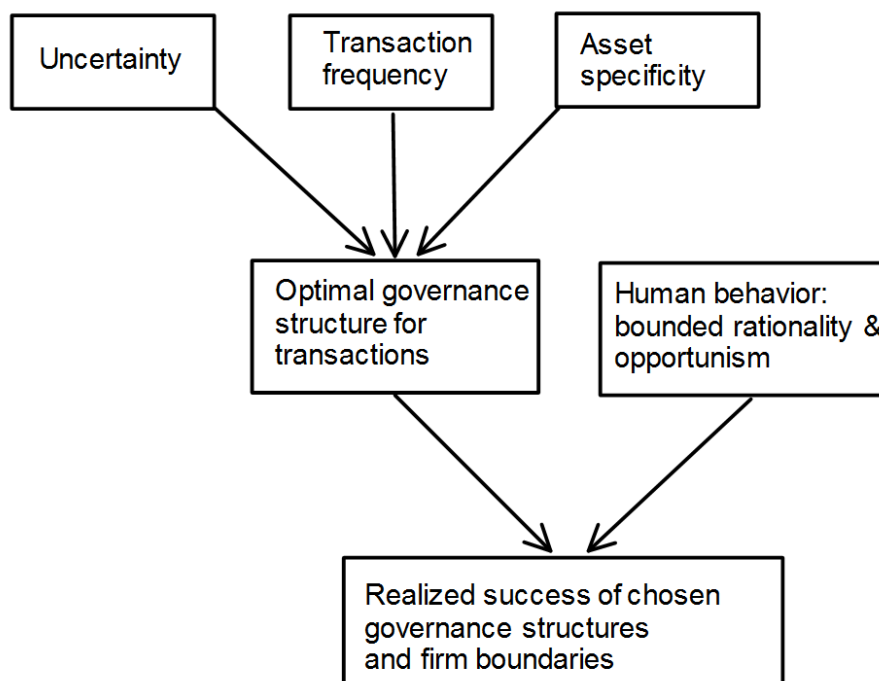 Uncertainty
Transaction
frequency
Asset
specificity
Optimal governance
structure for
transactions
Human behavior:
bounded rationality &
opportunism
Realized success of chosen
governance structures
and firm boundaries